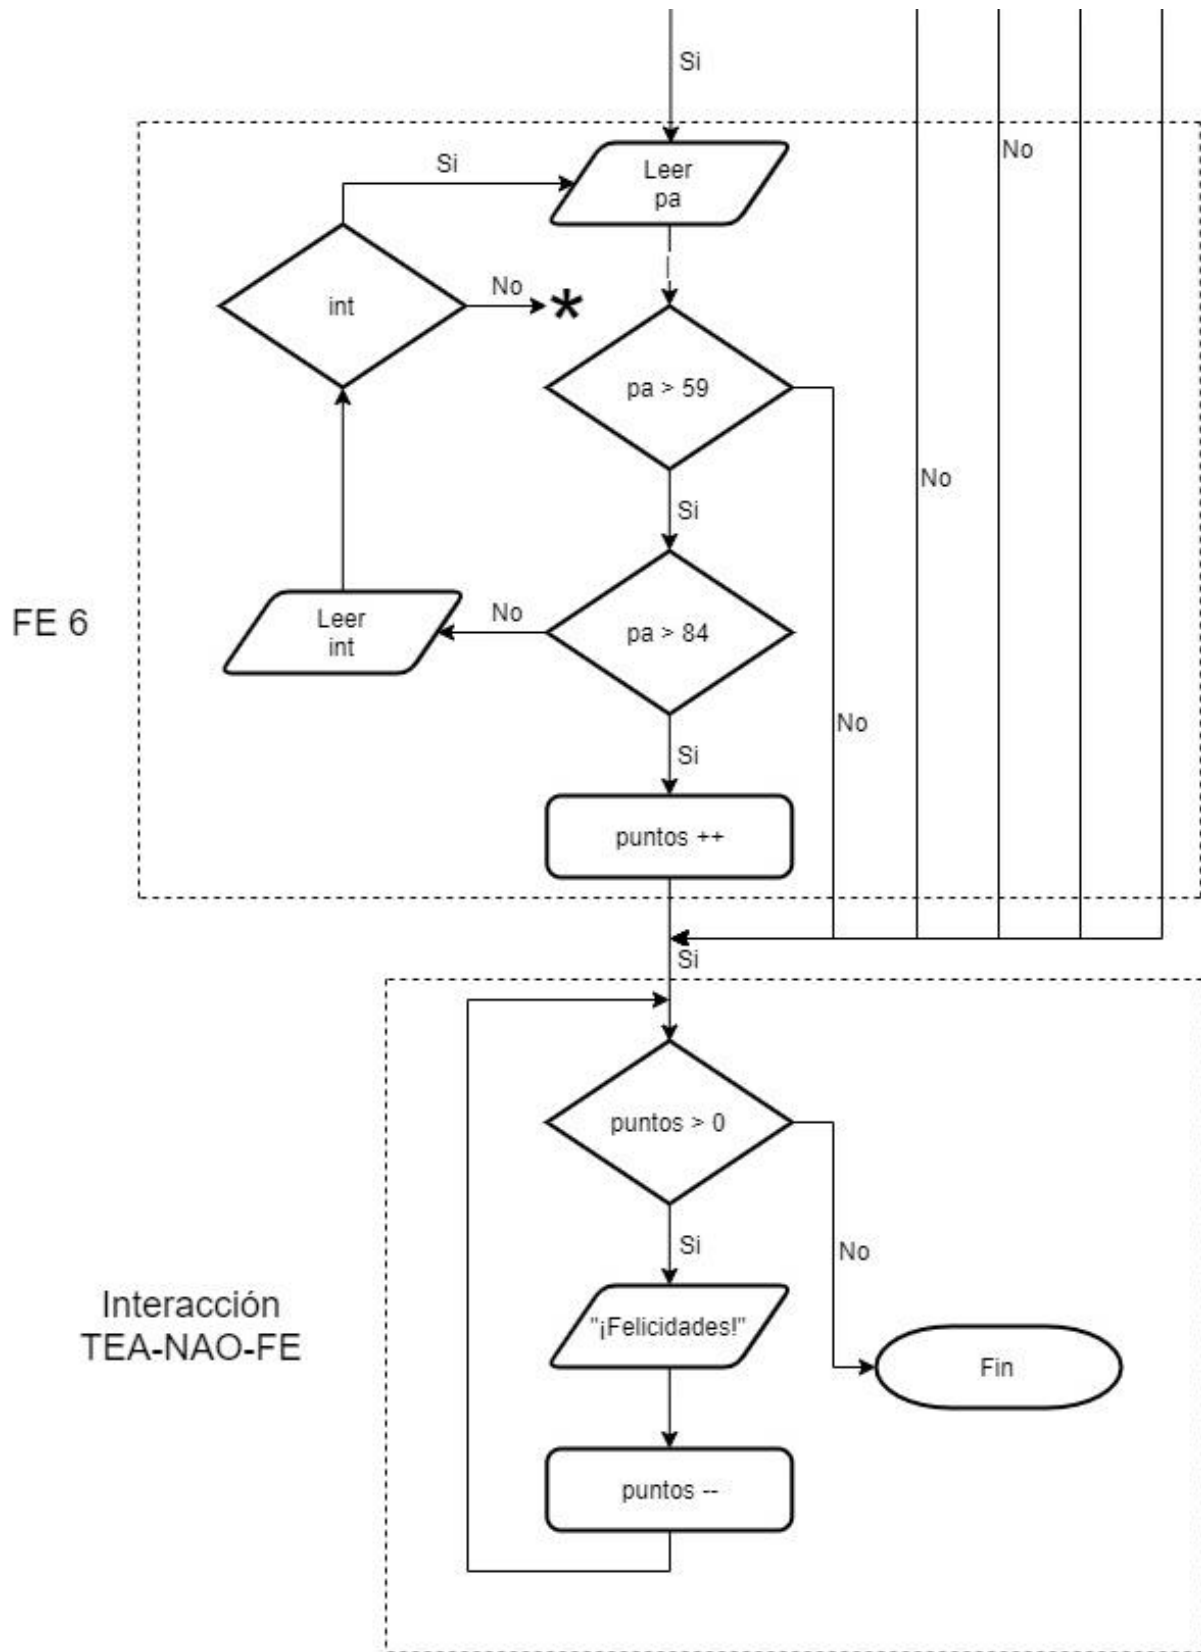 Si
No
Si
Leer
pa
int
No
*
pa > 59
No
Si
FE 6
Leer
int
No
pa > 84
No
Si
puntos ++
Si
puntos > 0
Si
No
Interacción
TEA-NAO-FE
"¡Felicidades!"
Fin
puntos --